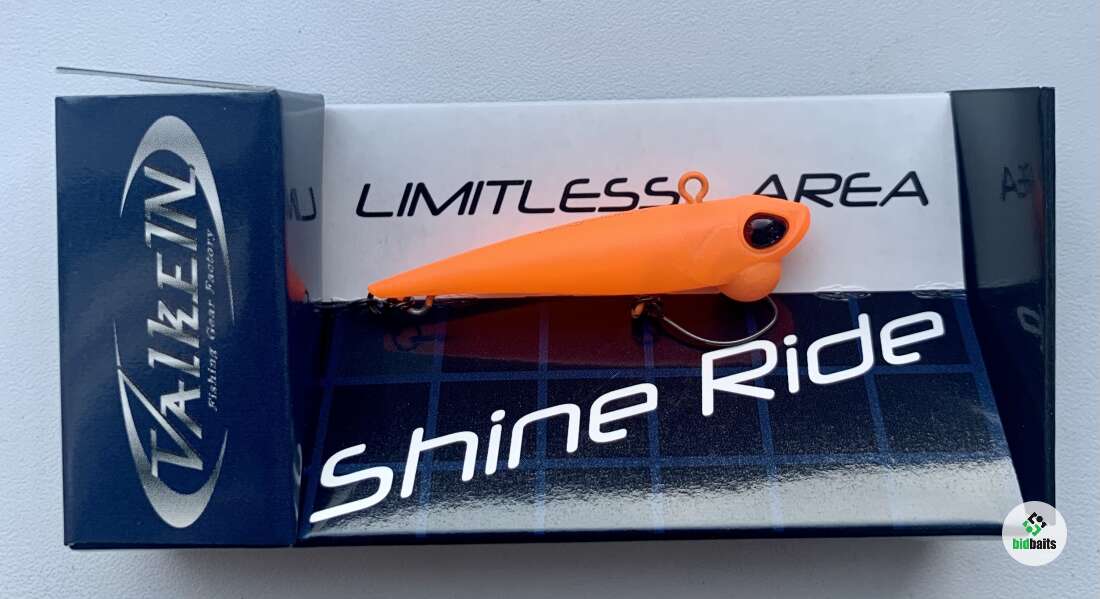 VALKEIN
Fishing Gear Factory
LIMITLESS AREA
Shine Ride
bidbaits